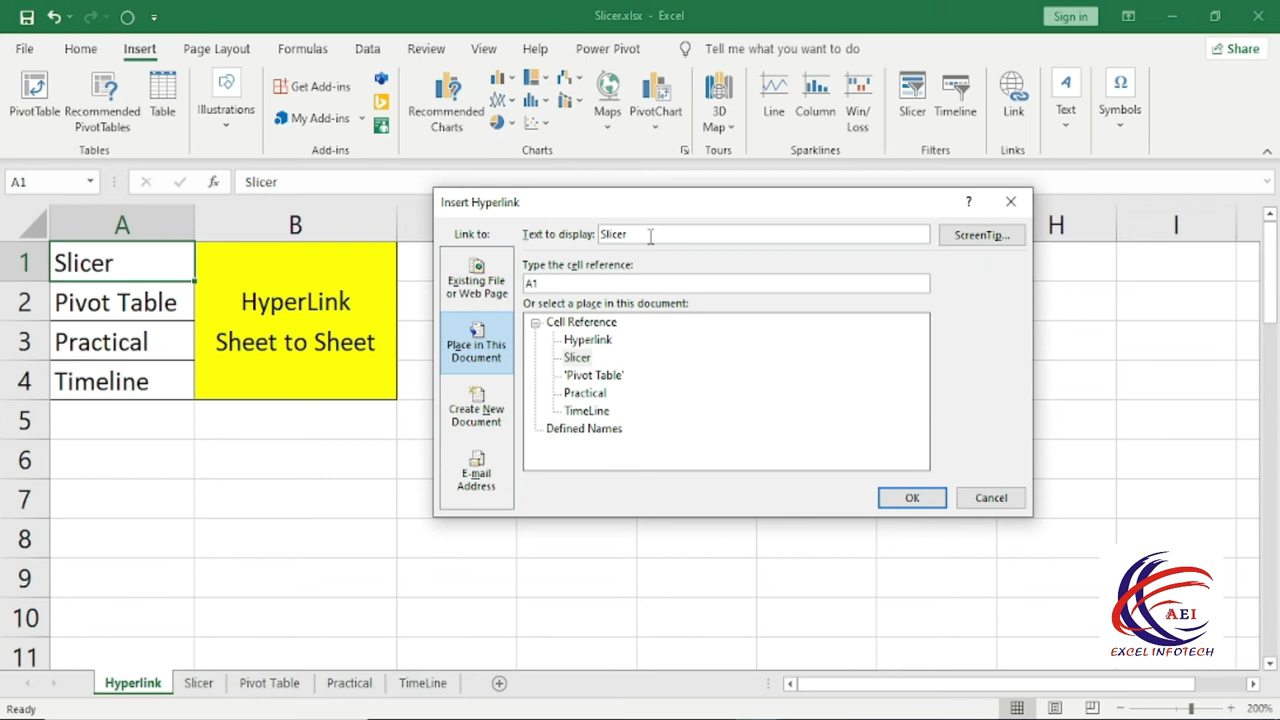 Slicer.xlsx - Excel
Sign in
File Home Insert Page Layout Formulas Data Review View Help Power Pivot Tell me what you want to do Share
PivotTable
Recommended
PivotTables
Table
Tables
Illustrations
Get Add-ins
My Add-ins
Add-ins
Recommended
Charts
Maps
PivotChart
Charts
3D
Map
Tours
Line
Column
Win/
Loss
Sparklines
Slicer
Timeline
Filters
Link
Links
Text
Symbols
A1
fx
Slicer
A B H I
1 Slicer
2 Pivot Table
3 Practical
4 Timeline
5
6
7
8
9
10
11
HyperLink
Sheet to Sheet
Insert Hyperlink ?
Link to:
Text to display: Slicer
ScreenTip...
Existing File
or Web Page
Place in This
Document
Create New
Document
E-mail
Address
Type the cell reference:
A1
Or select a place in this document:
Cell Reference
Hyperlink
Slicer
'Pivot Table'
Practical
TimeLine
Defined Names
OK Cancel
AEI
EXCEL INFOTECH
Hyperlink Slicer Pivot Table Practical TimeLine
Ready
200%